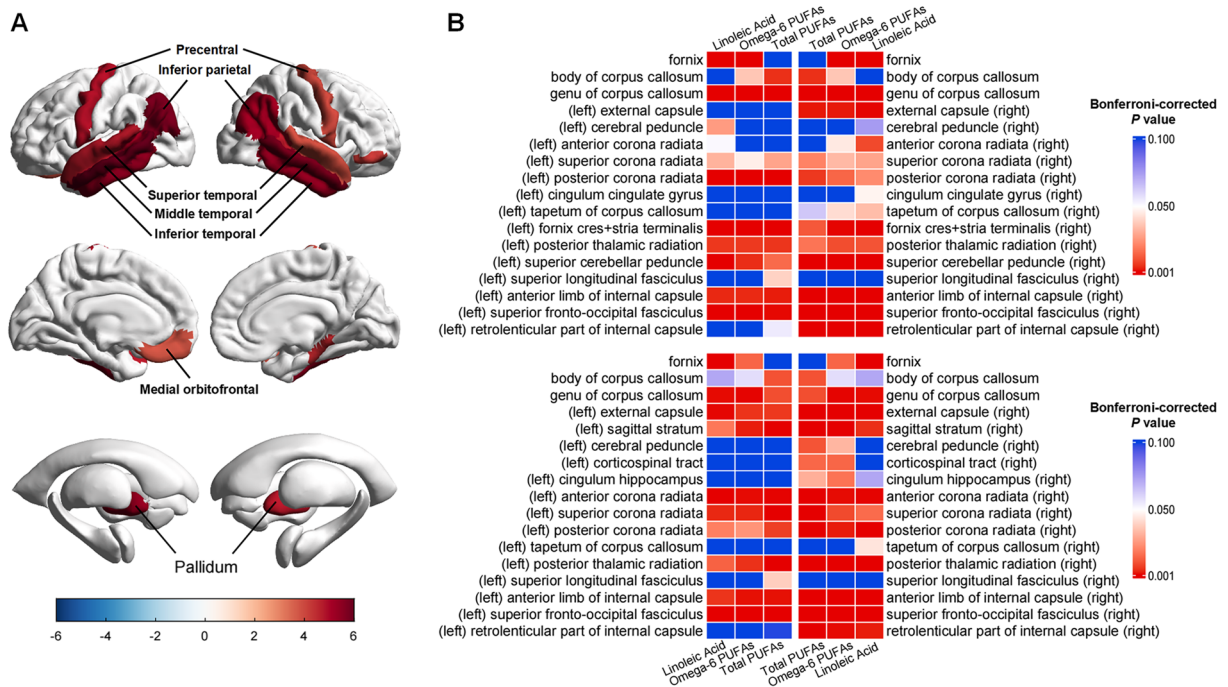 A
Precentral
Inferior parietal
Superior temporal
Middle temporal
Inferior temporal
Medial orbitofrontal
Pallidum
-6 -4 -2 0 2 4 6
B
Linoleic Acid Omega-6 PUFAs Total PUFAs Total PUFAs Omega-6 PUFAs Linoleic Acid
fornix fornix
body of corpus callosum body of corpus callosum
genu of corpus callosum genu of corpus callosum
(left) external capsule external capsule (right)
(left) cerebral peduncle cerebral peduncle (right)
(left) anterior corona radiata anterior corona radiata (right)
(left) superior corona radiata superior corona radiata (right)
(left) posterior corona radiata posterior corona radiata (right)
(left) cingulum cingulate gyrus cingulum cingulate gyrus (right)
(left) tapetum of corpus callosum tapetum of corpus callosum (right)
(left) fornix cres+stria terminalis fornix cres+stria terminalis (right)
(left) posterior thalamic radiation posterior thalamic radiation (right)
(left) superior cerebellar peduncle superior cerebellar peduncle (right)
(left) superior longitudinal fasciculus superior longitudinal fasciculus (right)
(left) anterior limb of internal capsule anterior limb of internal capsule (right)
(left) superior fronto-occipital fasciculus superior fronto-occipital fasciculus (right)
(left) retrolenticular part of internal capsule retrolenticular part of internal capsule (right)
Bonferroni-corrected
P value
0.100
0.050
0.001
fornix fornix
body of corpus callosum body of corpus callosum
genu of corpus callosum genu of corpus callosum
(left) external capsule external capsule (right)
(left) sagittal stratum sagittal stratum (right)
(left) cerebral peduncle cerebral peduncle (right)
(left) corticospinal tract corticospinal tract (right)
(left) cingulum hippocampus cingulum hippocampus (right)
(left) anterior corona radiata anterior corona radiata (right)
(left) superior corona radiata superior corona radiata (right)
(left) posterior corona radiata posterior corona radiata (right)
(left) tapetum of corpus callosum tapetum of corpus callosum (right)
(left) posterior thalamic radiation posterior thalamic radiation (right)
(left) superior longitudinal fasciculus superior longitudinal fasciculus (right)
(left) anterior limb of internal capsule anterior limb of internal capsule (right)
(left) superior fronto-occipital fasciculus superior fronto-occipital fasciculus (right)
(left) retrolenticular part of internal capsule retrolenticular part of internal capsule (right)
Linoleic Acid Omega-6 PUFAs Total PUFAs Total PUFAs Omega-6 PUFAs Linoleic Acid
Bonferroni-corrected
P value
0.100
0.050
0.001